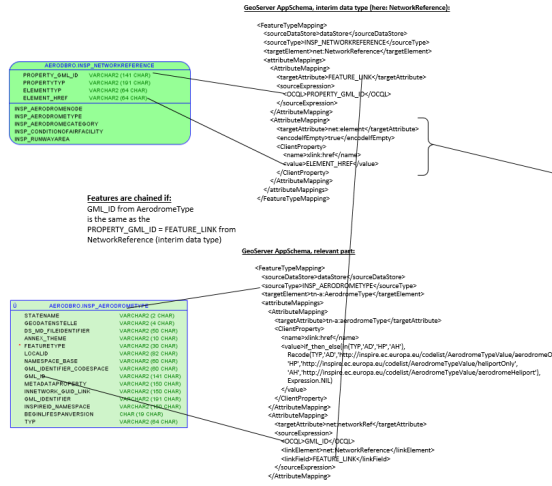 GeoServer AppSchema, interim data type (here: NetworkReference):
<FeatureTypeMapping>
<sourceDataStore>dataStore</sourceDataStore>
<sourceType>INSP_NETWORKREFERENCE</sourceType>
<targetElement>net:NetworkReference</targetElement>
<attributeMappings>
<AttributeMapping>
<targetAttribute>FEATURE_LINK</targetAttribute>
<sourceExpression>
<OCQL>PROPERTY_GML_ID</OCQL>
</sourceExpression>
</AttributeMapping>
<AttributeMapping>
<targetAttribute>net:element</targetAttribute>
<encodeIfEmpty>true</encodeIfEmpty>
<ClientProperty>
<name>xlink:href</name>
<value>ELEMENT_HREF</value>
</ClientProperty>
</AttributeMapping>
</attributeMappings>
</FeatureTypeMapping>
AERODBRO.INSP_NETWORKREFERENCE
PROPERTY_GML_ID VARCHAR2 (141 CHAR)
PROPERTYTYP VARCHAR2 (161 CHAR)
ELEMENTTYP VARCHAR2 (64 CHAR)
ELEMENT_HREF VARCHAR2 (64 CHAR)
INSP_AERODROMENODE
INSP_AERODROMETYPE
INSP_AERODROMECATEGORY
INSP_CONDITIONOFAIRFACILITY
INSP_RUNWAYAREA
Features are chained if:
GML_ID from AerodromeType
is the same as the
PROPERTY_GML_ID = FEATURE_LINK from
NetworkReference (interim data type)
GeoServer AppSchema, relevant part:
<FeatureTypeMapping>
<sourceDataStore>dataStore</sourceDataStore>
<sourceType>INSP_AERODROMETYPE</sourceType>
<targetElement>tn-a:AerodromeType</targetElement>
<attributeMappings>
<AttributeMapping>
<targetAttribute>tn-a:aerodromeType</targetAttribute>
<ClientProperty>
<name>xlink:href</name>
<value>if_then_else(in(TYP,'AD','HP','AH'),
Recode(TYP,'AD','http://inspire.ec.europa.eu/codelist/AerodromeTypeValue/aerodromeO
'HP','http://inspire.ec.europa.eu/codelist/AerodromeTypeValue/heliportOnly',
'AH','http://inspire.ec.europa.eu/codelist/AerodromeTypeValue/aerodromeHeliport'),
Expression.NIL)
</value>
</ClientProperty>
</AttributeMapping>
<AttributeMapping>
<targetAttribute>net:networkRef</targetAttribute>
<sourceExpression>
<OCQL>GML_ID</OCQL>
<linkElement>net:NetworkReference</linkElement>
<linkField>FEATURE_LINK</linkField>
</sourceExpression>
</AttributeMapping>
AERODBRO.INSP_AERODROMETYPE
STATENAME VARCHAR2 (2 CHAR)
GEODATENSTELLE VARCHAR2 (4 CHAR)
DS_MD_FILEIDENTIFIER VARCHAR2 (50 CHAR)
ANNEX_THEME VARCHAR2 (10 CHAR)
* FEATURETYPE VARCHAR2 (30 CHAR)
LOCALID VARCHAR2 (82 CHAR)
NAMESPACE_BASE VARCHAR2 (60 CHAR)
GML_IDENTIFIER_CODESPACE VARCHAR2 (60 CHAR)
GML_ID VARCHAR2 (141 CHAR)
METADATAPROPERTY VARCHAR2 (150 CHAR)
INNETWORK_GUID_LINK VARCHAR2 (150 CHAR)
GML_IDENTIFIER VARCHAR2 (191 CHAR)
INSPIREID_NAMESPACE VARCHAR2 (150 CHAR)
BEGINLIFESPANVERSION CHAR (19 CHAR)
TYP VARCHAR2 (64 CHAR)